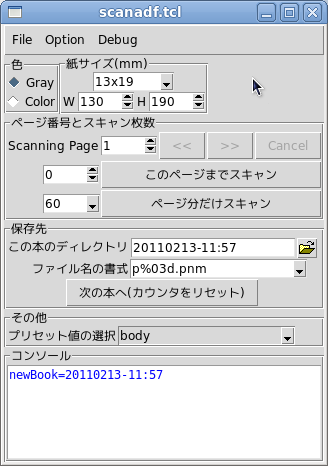 scanadf.tcl
File Option Debug
色
紙サイズ(mm)
Gray
13x19
Color
W 130 H 190
ページ番号とスキャン枚数
Scanning Page 1 << >> Cancel
0 このページまでスキャン
60 ページ分だけスキャン
保存先
この本のディレクトリ 20110213-11:57
ファイル名の書式 p%03d.pnm
次の本へ(カウンタをリセット)
その他
プリセット値の選択 body
コンソール
newBook=20110213-11:57